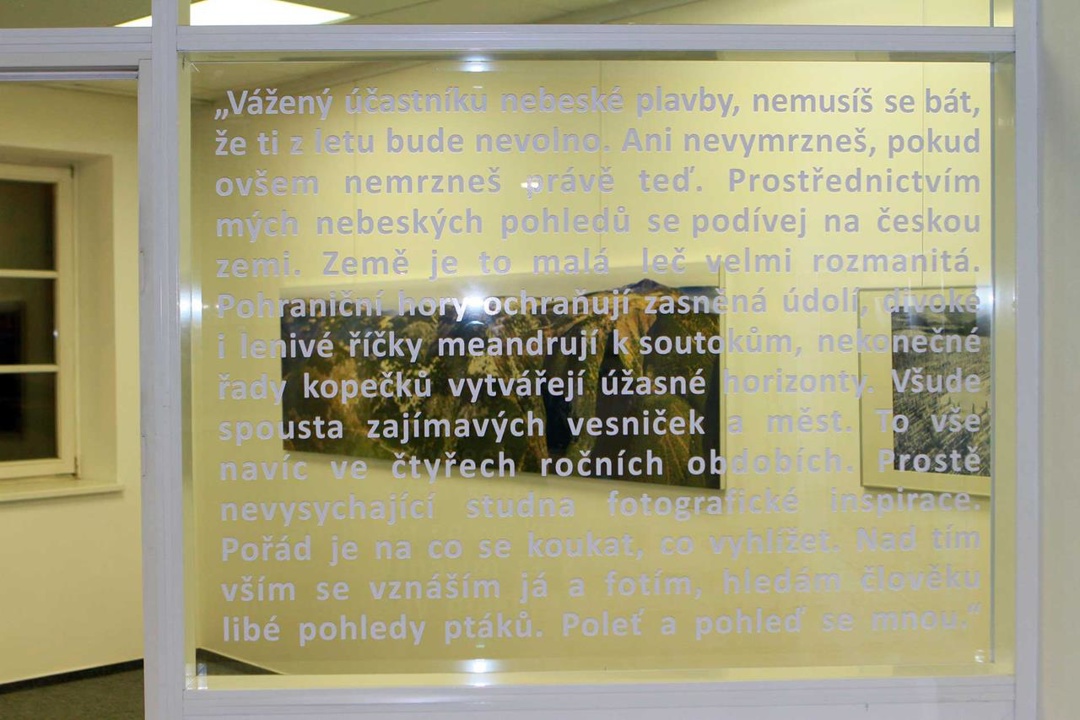 „Vážený účastníku nebeské plavby, nemusíš se bát,
že ti z letu bude nevolno. Ani nevymrzneš, pokud
ovšem nemrzneš právě teď. Prostřednictvím
mých nebeských pohledů se podívej na českou
zemi. Země je to malá leč velmi rozmanitá.
Pohraniční hory ochraňují zasněná údolí, divoké
i lenivé říčky meandrují k soutokům, nekonečné
řady kopečků vytvářejí úžasné horizonty. Všude
spousta zajímavých vesniček a měst. To vše
navíc ve čtyřech ročních obdobích. Prostě
nevysychající studna fotografické inspirace.
Pořád je na co se koukat, co vyhlížet. Nad tím
vším se vznáším já a fotím, hledám člověku
libé pohledy ptáků. Poleť a pohleď se mnou.“